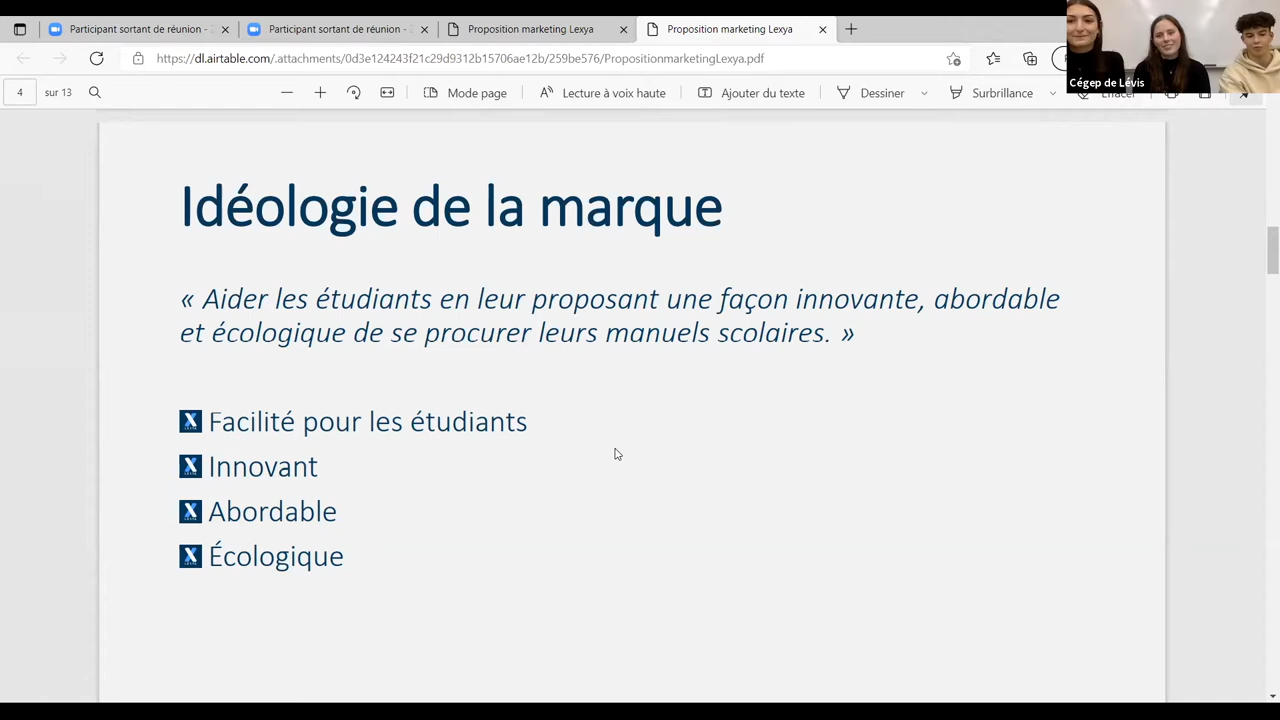 Participant sortant de réunion -
Participant sortant de réunion -
Proposition marketing Lexya
Proposition marketing Lexya
https://dl.airtable.com/.attachments/0d3524243f21c29d931b15706ae12b/259be576/PropositionmarketingLexya.pdf
4 sur 13
Mode page
Lecture à voix haute
Ajouter du texte
Dessiner
Surbrillance
Effacer
Cégep de Lévis
Idéologie de la marque
« Aider les étudiants en leur proposant une façon innovante, abordable
et écologique de se procurer leurs manuels scolaires. »
Facilité pour les étudiants
Innovant
Abordable
Écologique